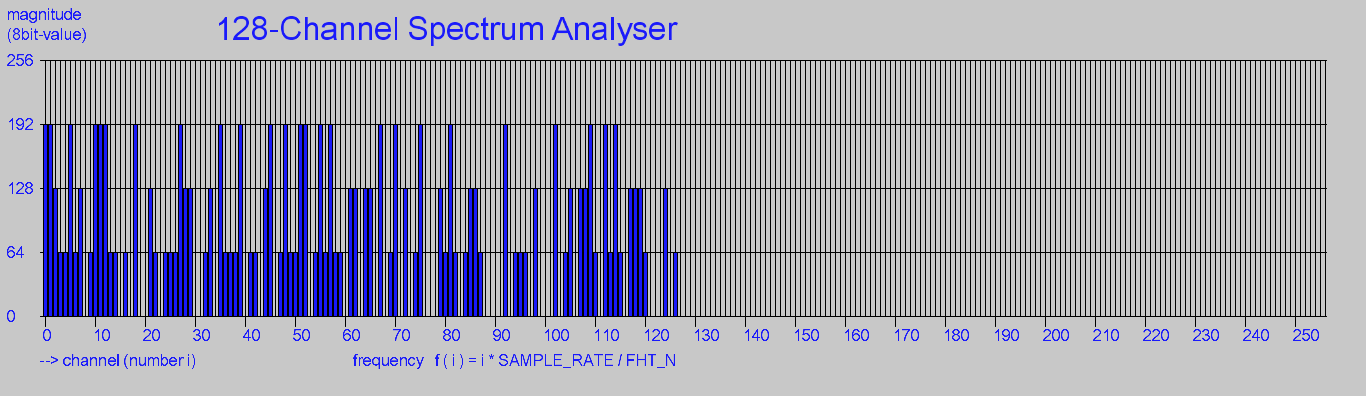 magnitude
(8bit-value)
128-Channel Spectrum Analyser
256
192
128
64
0
0 10 20 30 40 50 60 70 80 90 100 110 120 130 140 150 160 170 180 190 200 210 220 230 240 250
--> channel (number i)
frequency f ( i ) = i * SAMPLE_RATE / FHT_N